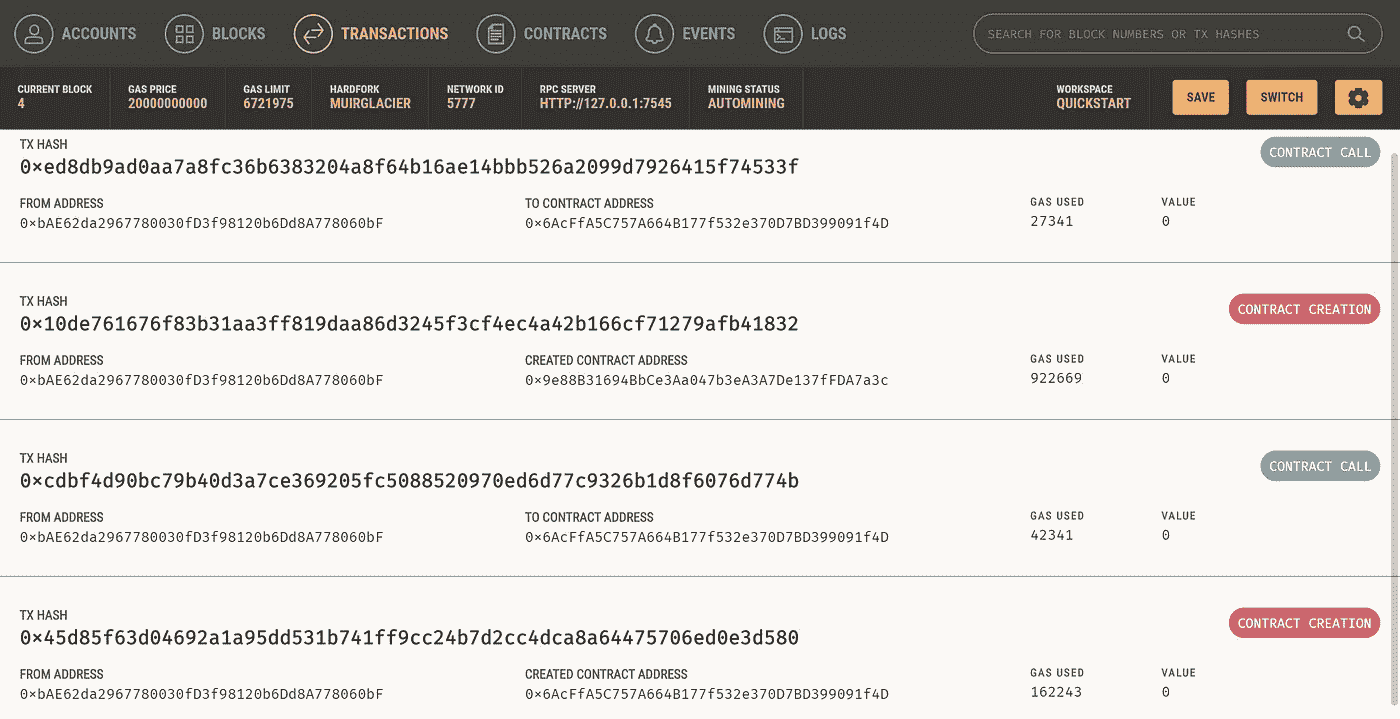 ACCOUNTS BLOCKS TRANSACTIONS CONTRACTS EVENTS LOGS SEARCH FOR BLOCK NUMBERS OR TX HASHES
CURRENT BLOCK GAS PRICE GAS LIMIT HARDFORK NETWORK ID RPC SERVER MINING STATUS WORKSPACE
4 20000000000 6721975 MUIRGLACIER 5777 HTTP://127.0.0.1:7545 AUTOMINING QUICKSTART SAVE SWITCH
TX HASH CONTRACT CALL
0×ed8db9ad0aa7a8fc36b6383204a8f64b16ae14bbb526a2099d7926415f74533f
FROM ADDRESS TO CONTRACT ADDRESS GAS USED VALUE
0×bAE62da2967780030fD3f98120b6Dd8A778060bF 0×6AcFfA5C757A664B177f532e370D7BD399091f4D 27341 0
TX HASH CONTRACT CREATION
0×10de761676f83b31aa3ff819daa86d3245f3cf4ec4a42b166cf71279afb41832
FROM ADDRESS CREATED CONTRACT ADDRESS GAS USED VALUE
0×bAE62da2967780030fD3f98120b6Dd8A778060bF 0×9e88B31694BbCe3Aa047b3eA3A7De137fFDA7a3c 922669 0
TX HASH CONTRACT CALL
0×cdbf4d90bc79b40d3a7ce369205fc5088520970ed6d77c9326b1d8f6076d774b
FROM ADDRESS TO CONTRACT ADDRESS GAS USED VALUE
0×bAE62da2967780030fD3f98120b6Dd8A778060bF 0×6AcFfA5C757A664B177f532e370D7BD399091f4D 42341 0
TX HASH CONTRACT CREATION
0×45d85f63d04692a1a95dd531b741ff9cc24b7d2cc4dca8a64475706ed0e3d580
FROM ADDRESS CREATED CONTRACT ADDRESS GAS USED VALUE
0×bAE62da2967780030fD3f98120b6Dd8A778060bF 0×6AcFfA5C757A664B177f532e370D7BD399091f4D 162243 0